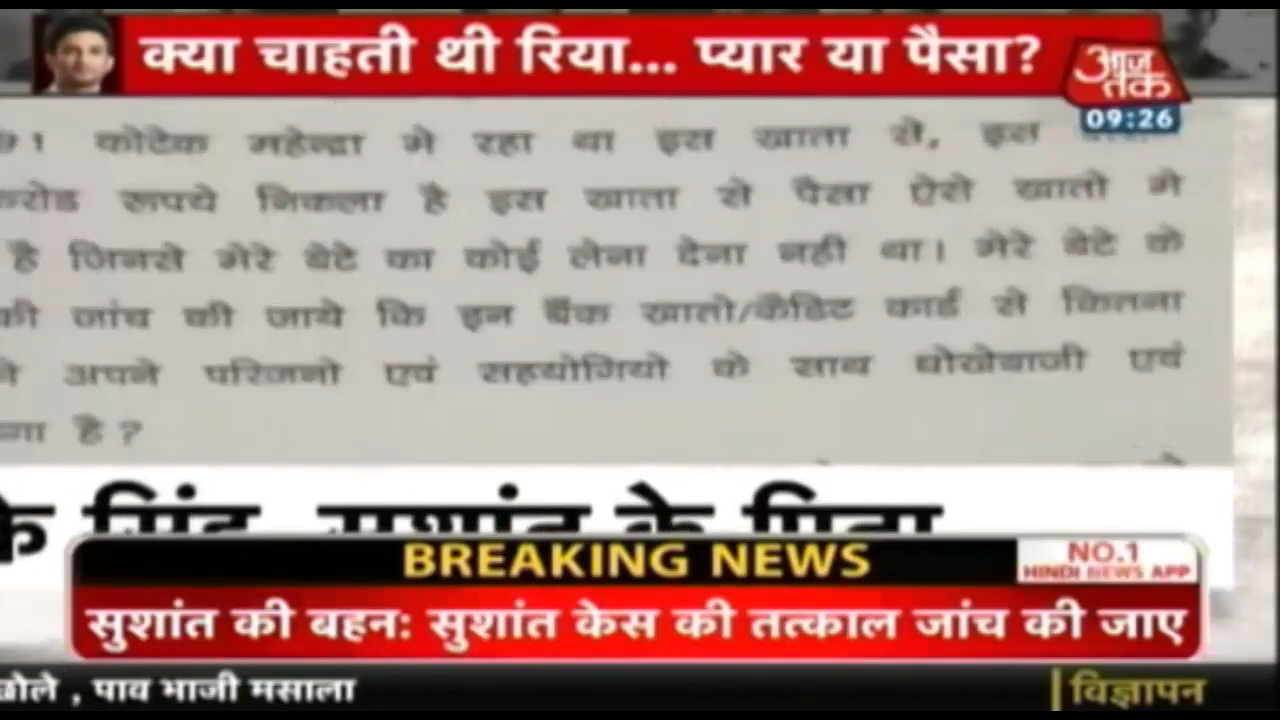 क्या चाहती थी रिया... प्यार या पैसा?
आज तक
09:26
91 कोटेक महेन्द्रा मे रहा था इस खाता से, इस
करोड रूपये निकला है इस खाता से पैसा ऐसे खातो मे
है जिनसे मेरे बेटे का कोई लेना देना नही था। मेरे बेटे के
की जांच की जाये कि इन बैंक खातो/कैडिट कार्ड से कितना
ने अपने परिजनो एवं सहयोगियो के साथ धोखेबाजी एवं
है ?
के सिंह, सुशांत के पिता
BREAKING NEWS
NO.1
HINDI NEWS APP
सुशांत की बहन: सुशांत केस की तत्काल जांच की जाए
छोले , पाव भाजी मसाला
विज्ञापन